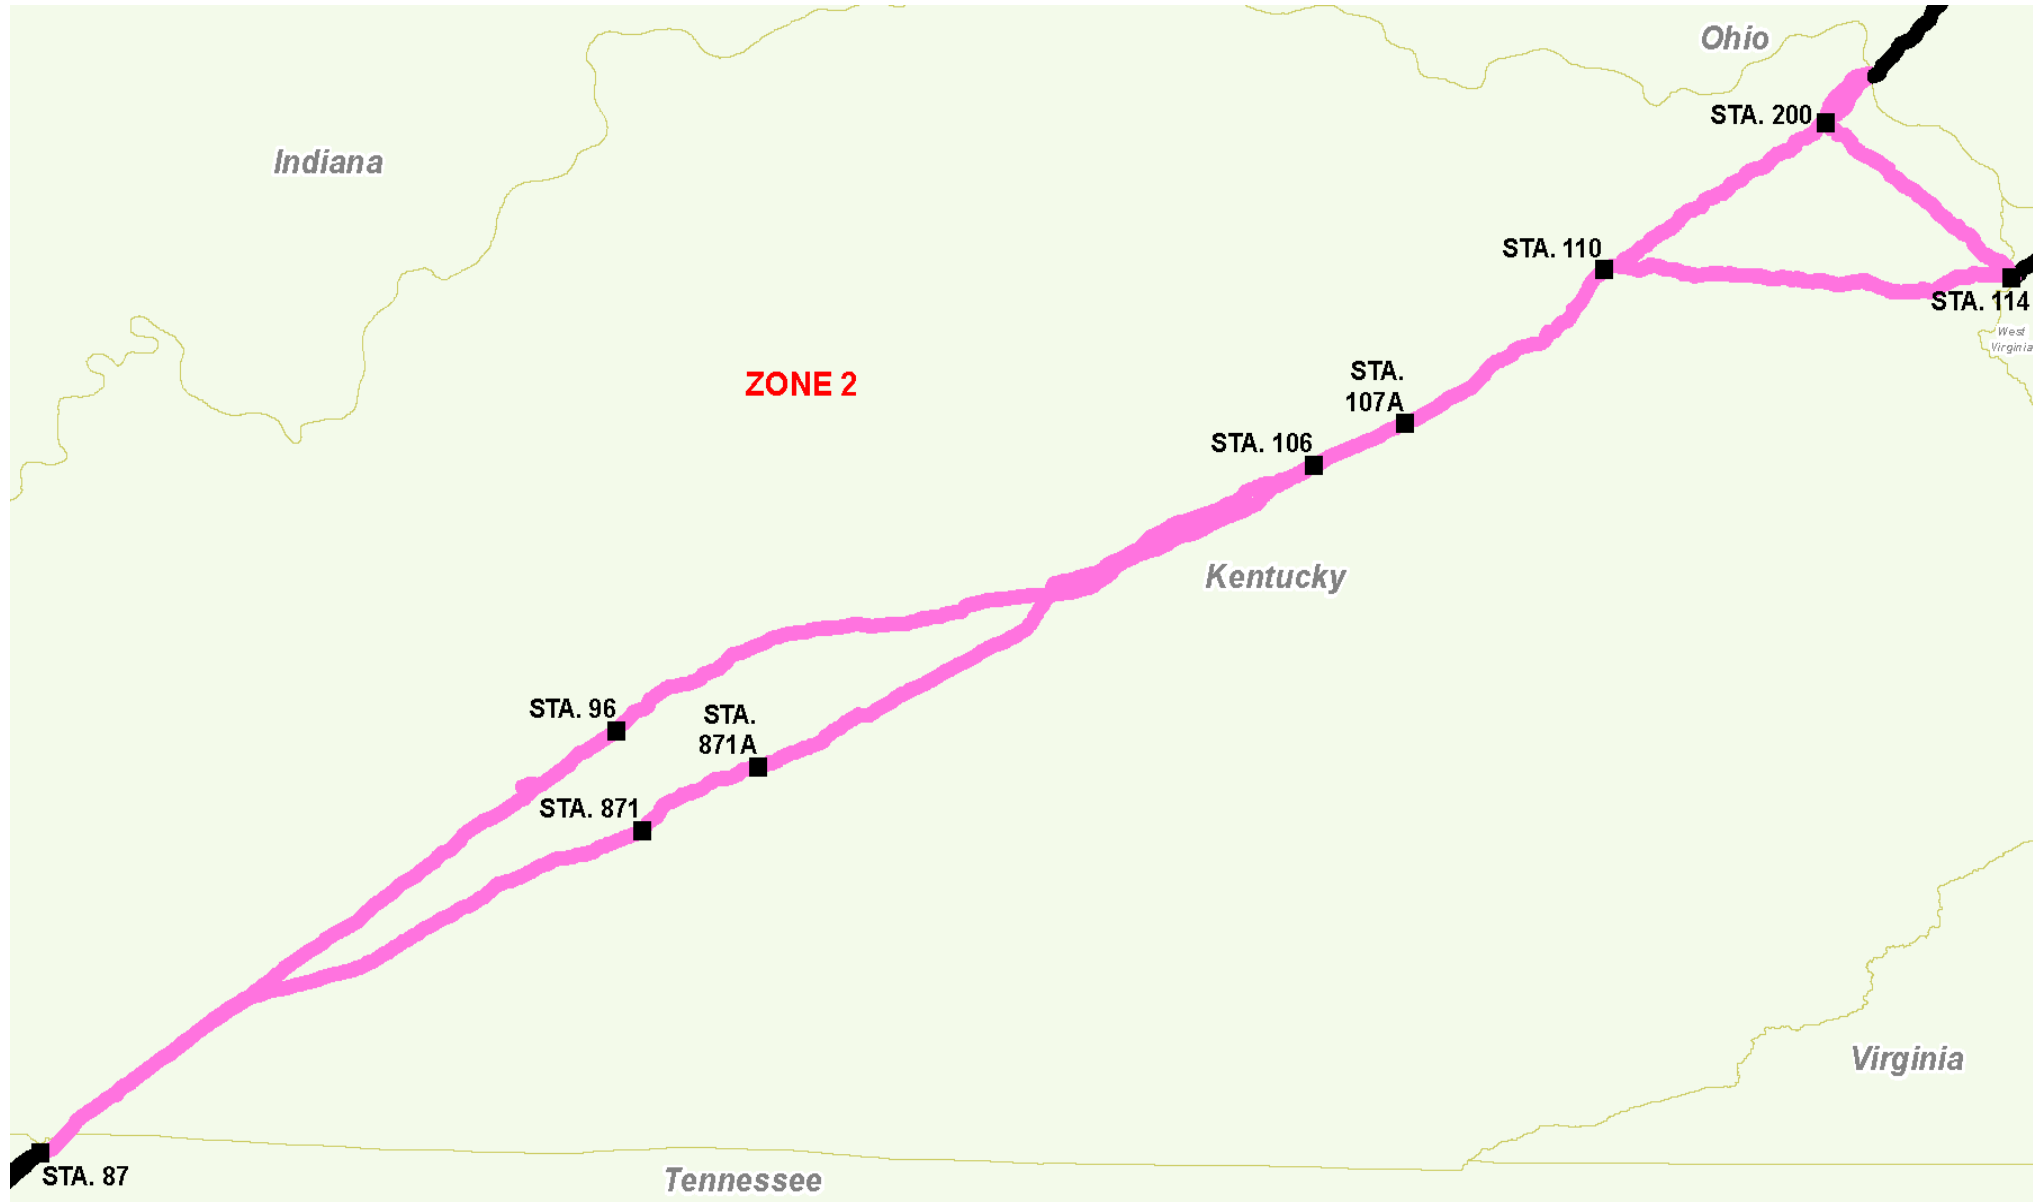 Ohio
STA. 200
Indiana
STA. 110
STA. 114
West
Virginia
STA.
107A
ZONE 2
STA. 106
Kentucky
STA. 96
STA.
871A
STA. 871
Virginia
STA. 87
Tennessee